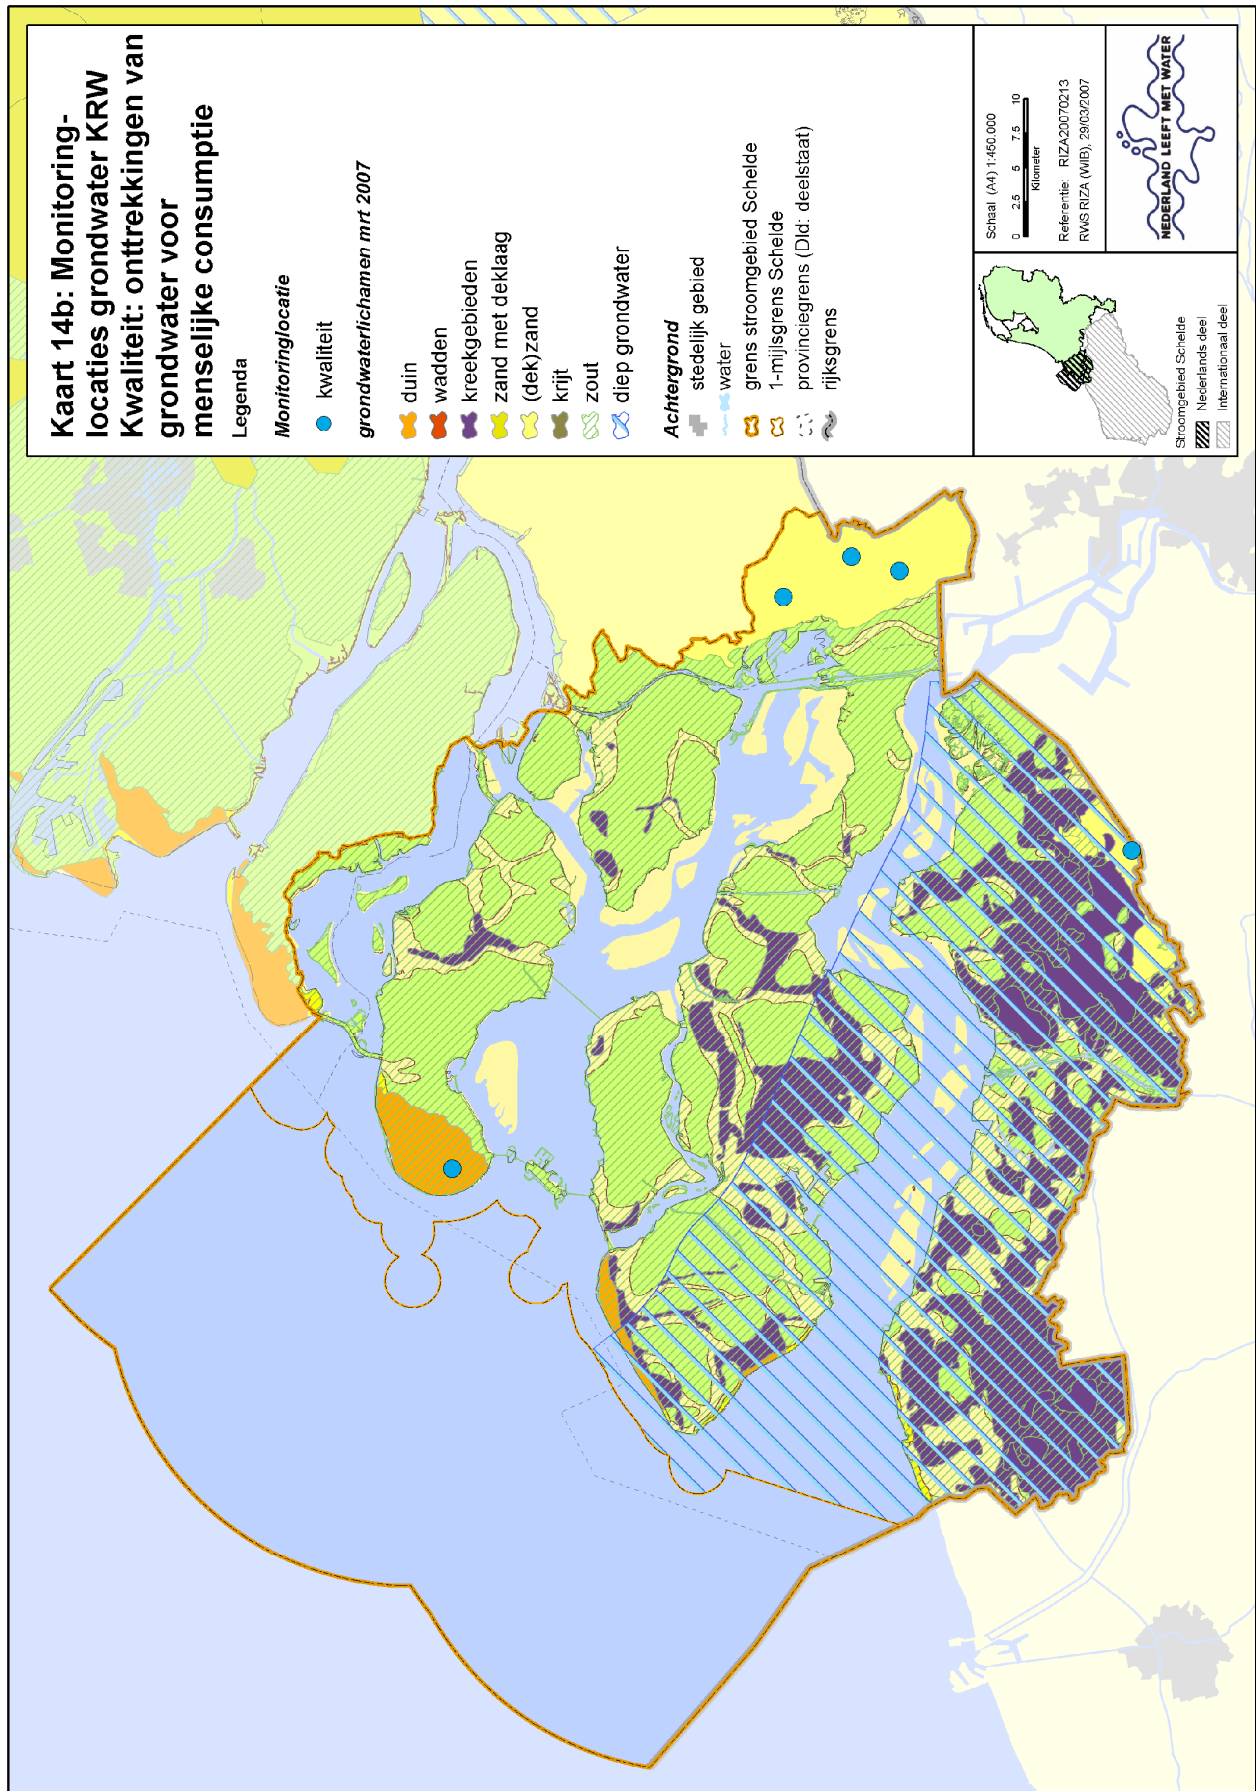 Kaart 14b: Monitoring-
locaties grondwater KRW
Kwaliteit: onttrekkingen van
grondwater voor
menselijke consumptie
Legenda
Monitoringlocatie
kwaliteit
grondwaterlichamen mrt 2007
duin
wadden
kreekgebieden
zand met deklaag
(dek)zand
krijt
zout
diep grondwater
Achtergrond
stedelijk gebied
water
grens stroomgebied Schelde
1-mijlsgrens Schelde
provinciegrens (Dld: deelstaat)
rijksgrens
Stroomgebied Schelde
Nederlands deel
Internationaal deel
Schaal (A4) 1:450.000
0 2.5 5 7.5 10
Kilometer
Referentie: RIZA20070213
RWS RIZA (WIB), 29/03/2007
NEDERLAND LEEFT MET WATER